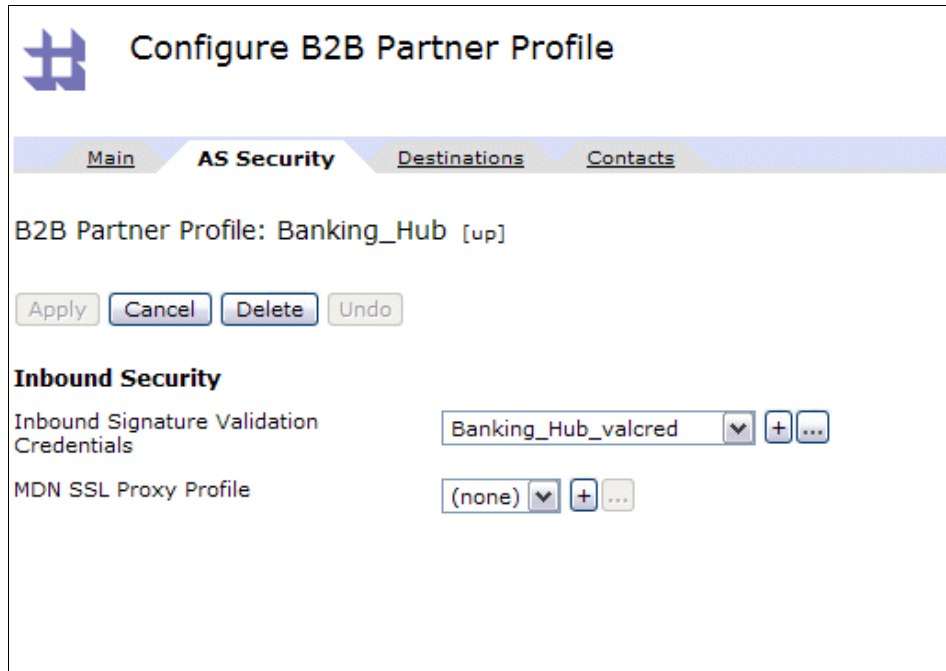 Configure B2B Partner Profile
Main AS Security Destinations Contacts
B2B Partner Profile: Banking_Hub [up]
Apply Cancel Delete Undo
Inbound Security
Inbound Signature Validation
Credentials
Banking_Hub_valcred + ...
MDN SSL Proxy Profile (none) + ...